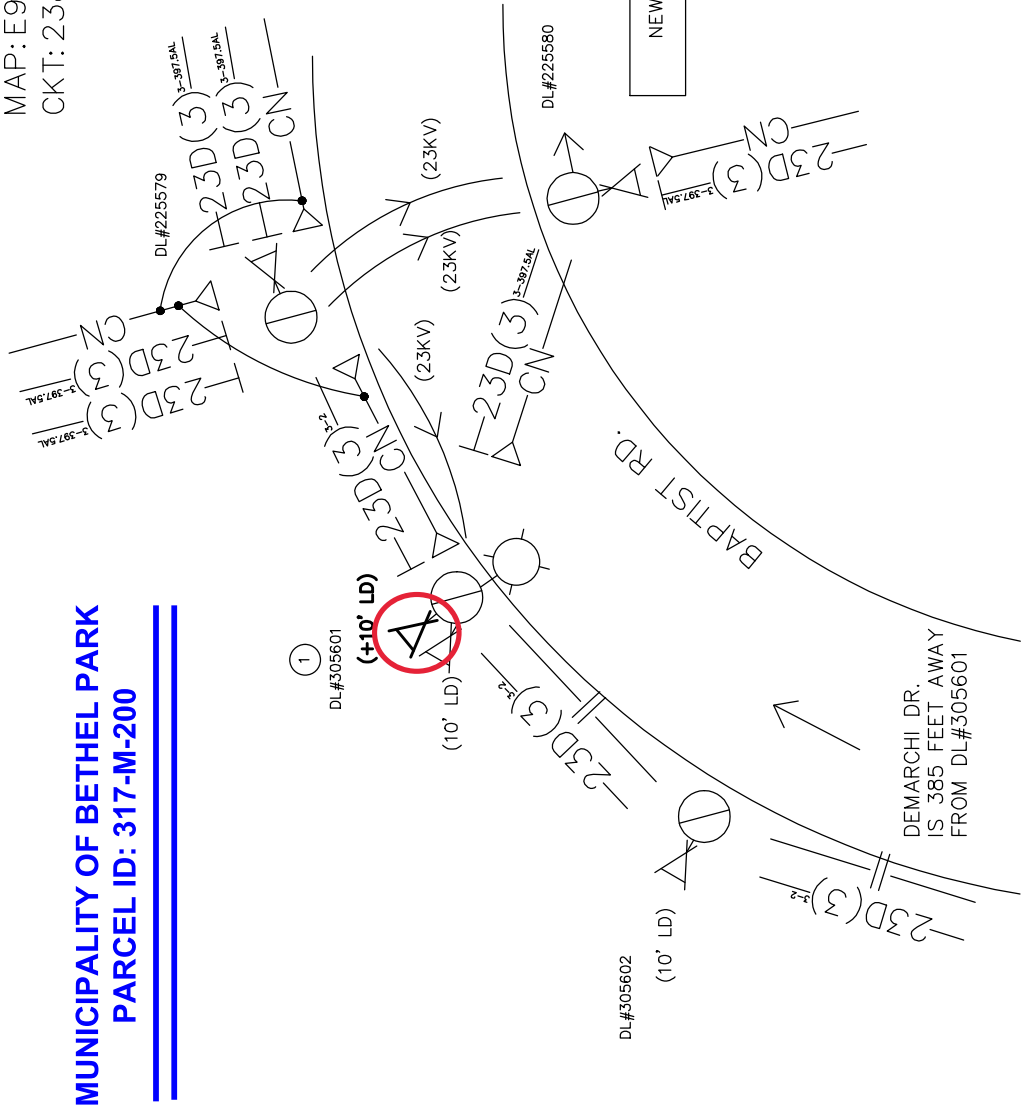 MAP: E9
CKT: 23
MUNICIPALITY OF BETHEL PARK
PARCEL ID: 317-M-200
DL#225579
23D(3) 3-397.5AL
23D(3) 3-397.5AL
CN
CN
23D(3) 3-397.5AL
23D(3) 3-397.5AL
DL#225580
NEW
(23KV)
(23KV)
(23KV)
CN
23D(3) 3-397.5AL
23D(3) 3-397.5AL
CN
23D(3) 3-2
CN
1
DL#305601
(+10' LD)
(10' LD)
23D(3) 3-2
BAPTIST RD.
DL#305602
(10' LD)
23D(3) 3-2
DEMARCHI DR.
IS 385 FEET AWAY
FROM DL#305601